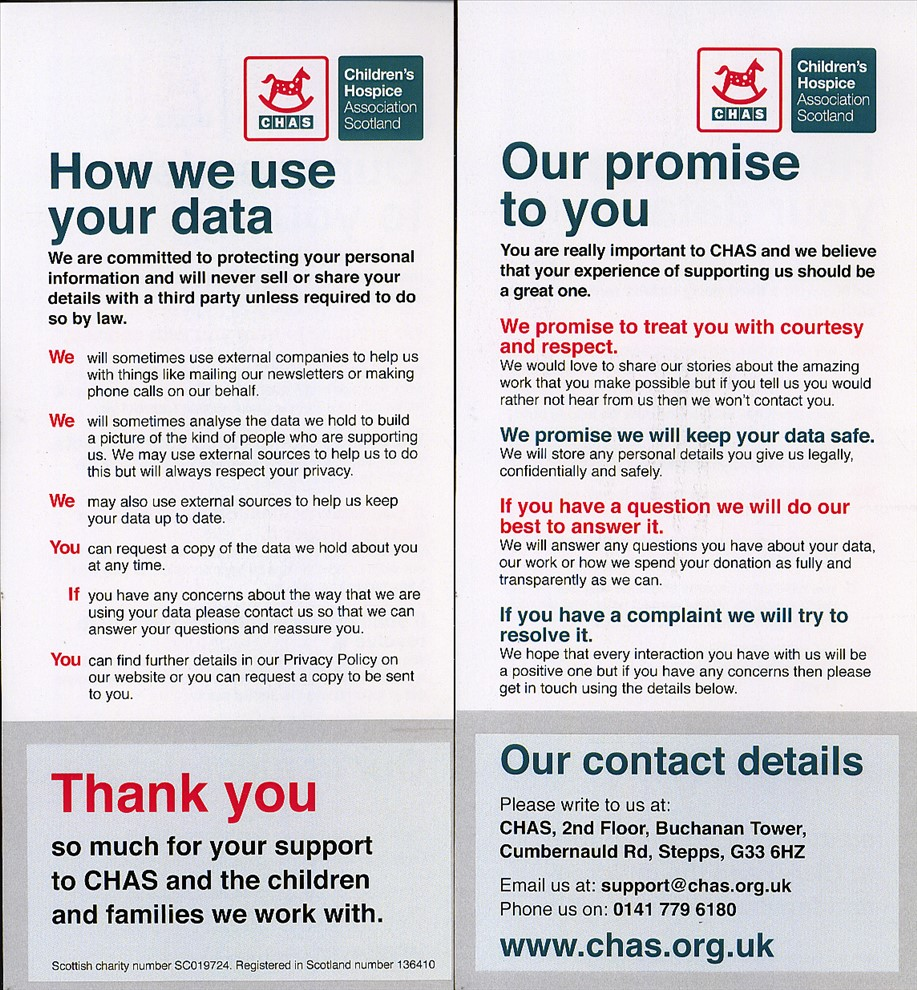 CHAS
Children's
Hospice
Association
Scotland
How we use
your data
We are committed to protecting your personal
information and will never sell or share your
details with a third party unless required to do
so by law.
We will sometimes use external companies to help us
with things like mailing our newsletters or making
phone calls on our behalf.
We will sometimes analyse the data we hold to build
a picture of the kind of people who are supporting
us. We may use external sources to help us to do
this but will always respect your privacy.
We may also use external sources to help us keep
your data up to date.
You can request a copy of the data we hold about you
at any time.
If you have any concerns about the way that we are
using your data please contact us so that we can
answer your questions and reassure you.
You can find further details in our Privacy Policy on
our website or you can request a copy to be sent
to you.
Thank you
so much for your support
to CHAS and the children
and families we work with.
Scottish charity number SC019724. Registered in Scotland number 136410
CHAS
Children's
Hospice
Association
Scotland
Our promise
to you
You are really important to CHAS and we believe
that your experience of supporting us should be
a great one.
We promise to treat you with courtesy
and respect.
We would love to share our stories about the amazing
work that you make possible but if you tell us you would
rather not hear from us then we won't contact you.
We promise we will keep your data safe.
We will store any personal details you give us legally,
confidentially and safely.
If you have a question we will do our
best to answer it.
We will answer any questions you have about your data,
our work or how we spend your donation as fully and
transparently as we can.
If you have a complaint we will try to
resolve it.
We hope that every interaction you have with us will be
a positive one but if you have any concerns then please
get in touch using the details below.
Our contact details
Please write to us at:
CHAS, 2nd Floor, Buchanan Tower,
Cumbernauld Rd, Stepps, G33 6HZ
Email us at: support@chas.org.uk
Phone us on: 0141 779 6180
www.chas.org.uk